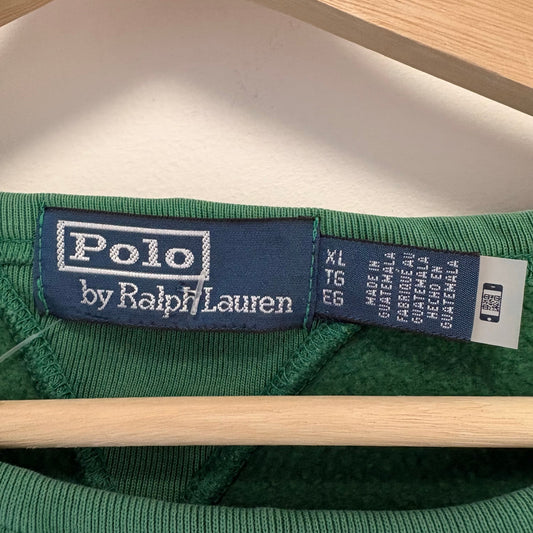 Polo
by Ralph Lauren
XL
TG
EG
MADE IN
GUATEMALA
FABRIQUÉ AU
GUATEMALA
HECHO EN
GUATEMALA